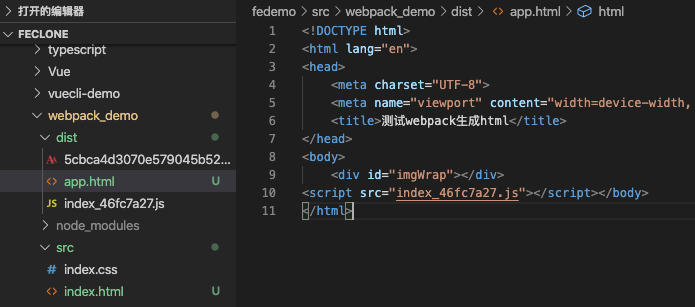 打开的编辑器
FECLONE
typescript
Vue
vuecli-demo
webpack_demo
dist
5cbca4d3070e579045b52...
app.html U
JS index_46fc7a27.js
node_modules
src
# index.css
index.html U
fedemo > src > webpack_demo > dist > <> app.html > html
1 <!DOCTYPE html>
2 <html lang="en">
3 <head>
4 <meta charset="UTF-8">
5 <meta name="viewport" content="width=device-width,
6 <title>测试webpack生成html</title>
7 </head>
8 <body>
9 <div id="imgWrap"></div>
10 <script src="index_46fc7a27.js"></script></body>
11 </html>